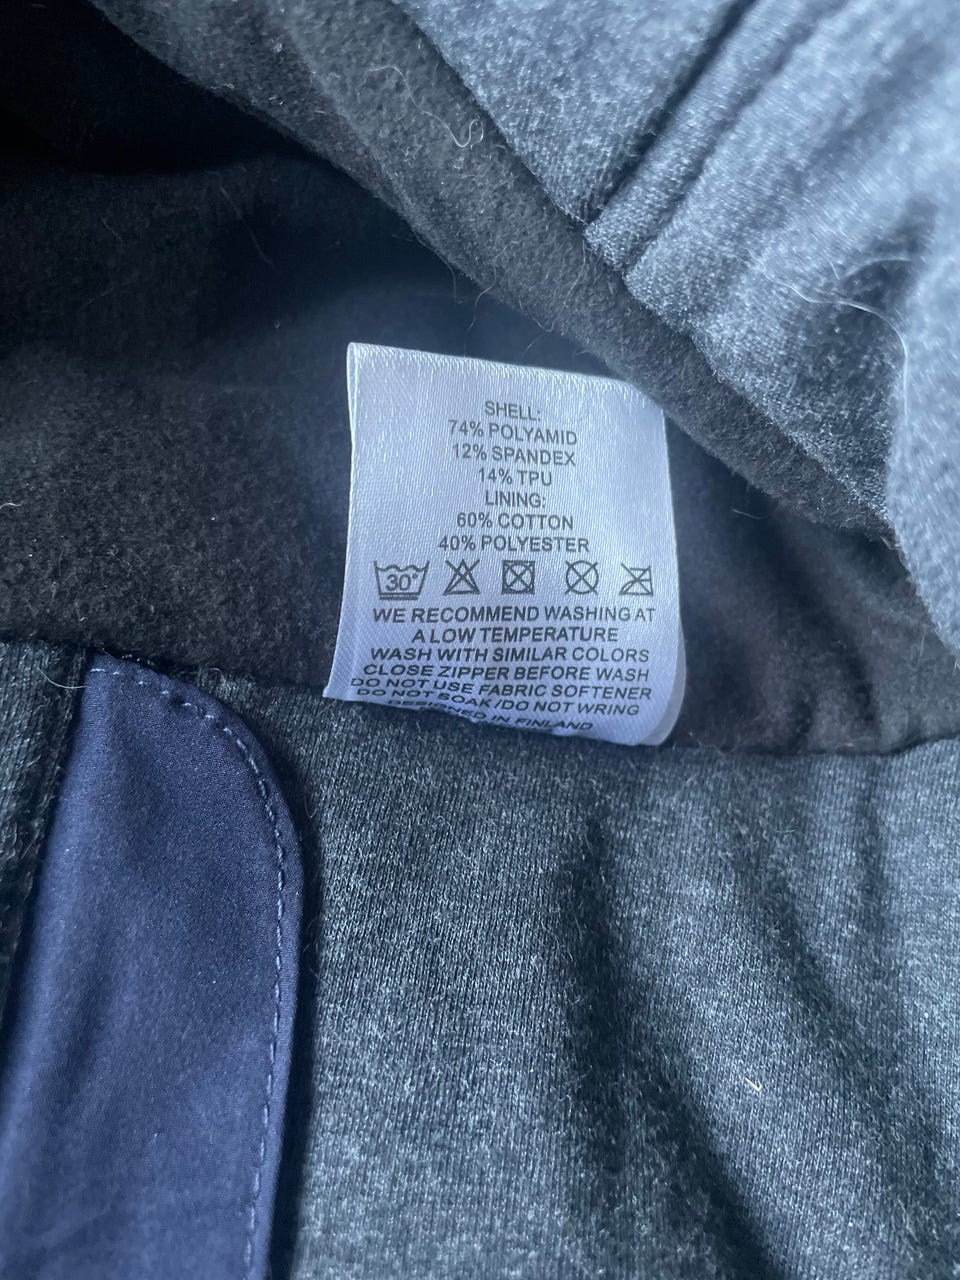 SHELL:
74% POLYAMID
12% SPANDEX
14% TPU
LINING:
60% COTTON
40% POLYESTER
30°
WE RECOMMEND WASHING AT
A LOW TEMPERATURE
WASH WITH SIMILAR COLORS
CLOSE ZIPPER BEFORE WASH
DO NOT USE FABRIC SOFTENER
DO NOT SOAK/DO NOT WRING
DESIGNED IN FINLAND